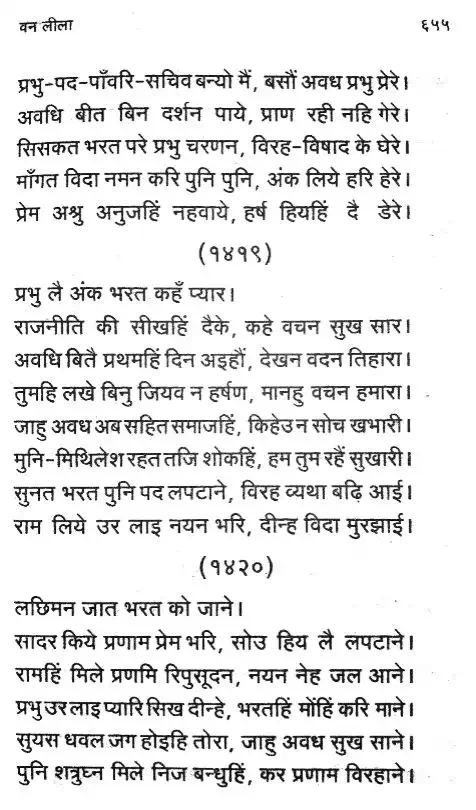 वन लीला
६५५
प्रभु-पद-पाँवरि-सचिव बन्यो मैं, बसौं अवध प्रभु प्रेरे।
अवधि बीत बिन दर्शन पाये, प्राण रही नहि गेरे।
सिसकत भरत परे प्रभु चरणन, विरह-विषाद के घेरे।
माँगत विदा नमन करि पुनि पुनि, अंक लिये हरि हेरे।
प्रेम अश्रु अनुजहिं नहवाये, हर्ष हियहिं दै डेरे।
(१४१९)
प्रभु लै अंक भरत कहँ प्यार।
राजनीति की सीखहिं दैके, कहे वचन सुख सार।
अवधि बितै प्रथमहिं दिन अइहौं, देखन वदन तिहारा।
तुमहि लखे बिनु जियव न हर्षण, मानहु वचन हमारा।
जाहु अवध अब सहित समाजहिं, किहेउ न सोच खभारी।
मुनि-मिथिलेश रहत तजि शोकहिं, हम तुम रहैं सुखारी।
सुनत भरत पुनि पद लपटाने, विरह व्यथा बढ़ि आई।
राम लिये उर लाइ नयन भरि, दीन्ह विदा मुरझाई।
(१४२०)
लछिमन जात भरत को जाने।
सादर किये प्रणाम प्रेम भरि, सोउ हिय लै लपटाने।
रामहिं मिले प्रणमि रिपुसूदन, नयन नेह जल आने।
प्रभु उर लाइ प्यारि सिख दीन्हे, भरतहिं मोंहिं करि माने।
सुयस धवल जग होइहि तोरा, जाहु अवध सुख साने।
पुनि शत्रुघ्न मिले निज बन्धुहिं, कर प्रणाम विरहाने।